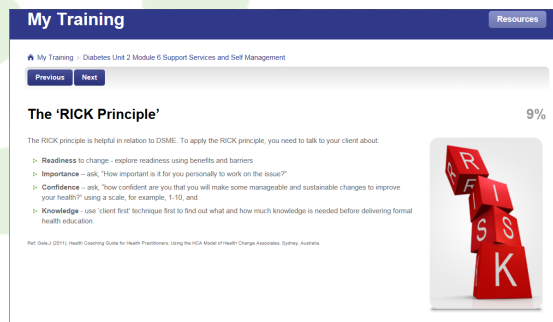 My Training
Resources
My Training > Diabetes Unit 2 Module 6 Support Services and Self Management
Previous Next
The ‘RICK Principle’
9%
The RICK principle is helpful in relation to DSME. To apply the RICK principle, you need to talk to your client about:
Readiness to change - explore readiness using benefits and barriers
Importance – ask, "How important is it for you personally to work on the issue?"
Confidence – ask, "how confident are you that you will make some manageable and sustainable changes to improve
your health?" using a scale, for example, 1-10, and
Knowledge - use 'client first' technique first to find out what and how much knowledge is needed before delivering formal
health education.
Ref: Gale,J (2011). Health Coaching Guide for Health Practitioners: Using the HCA Model of Health Change Associates, Sydney, Australia
R
I
S
K